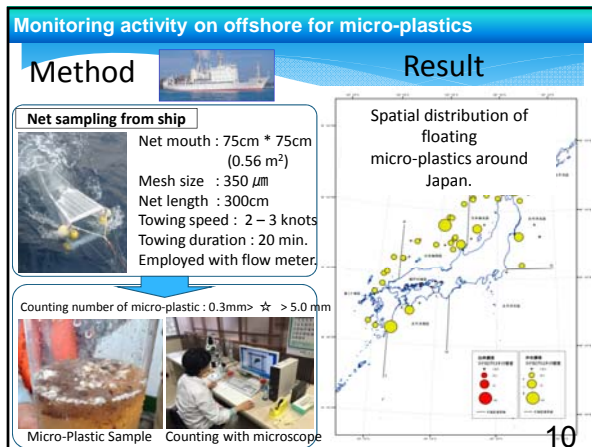 Monitoring activity on offshore for micro-plastics
Method
Net sampling from ship
Net mouth : 75cm * 75cm
(0.56 m²)
Mesh size : 350 ㎛
Net length : 300cm
Towing speed : 2 – 3 knots
Towing duration : 20 min.
Employed with flow meter.
Counting number of micro-plastic : 0.3mm> ☆ > 5.0 mm
Micro-Plastic Sample
Counting with microscope
Result
Spatial distribution of
floating
micro-plastics around
Japan.
10